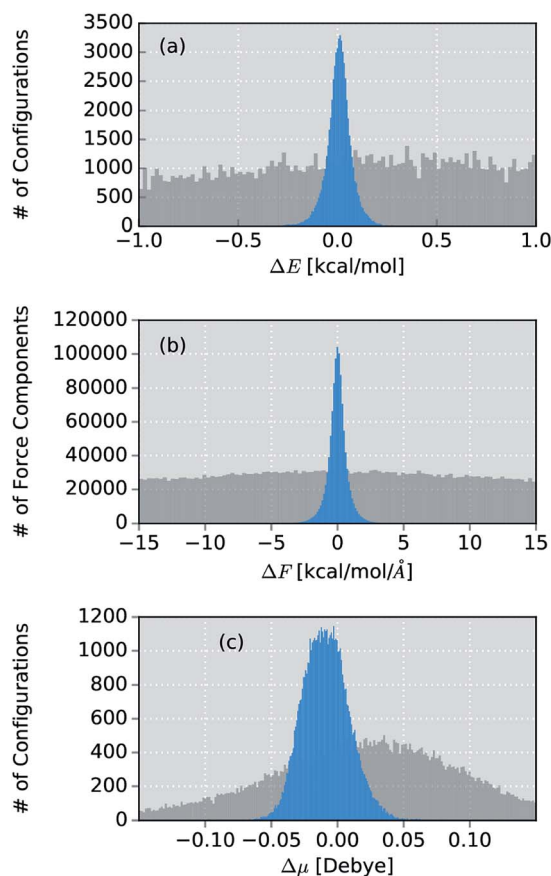 (a)
# of Configurations
3500
3000
2500
2000
1500
1000
500
0
−1.0 −0.5 0.0 0.5 1.0
ΔE [kcal/mol]
(b)
# of Force Components
120000
100000
80000
60000
40000
20000
0
−15 −10 −5 0 5 10 15
ΔF [kcal/mol/Å]
(c)
# of Configurations
1200
1000
800
600
400
200
0
−0.10 −0.05 0.00 0.05 0.10
Δμ [Debye]